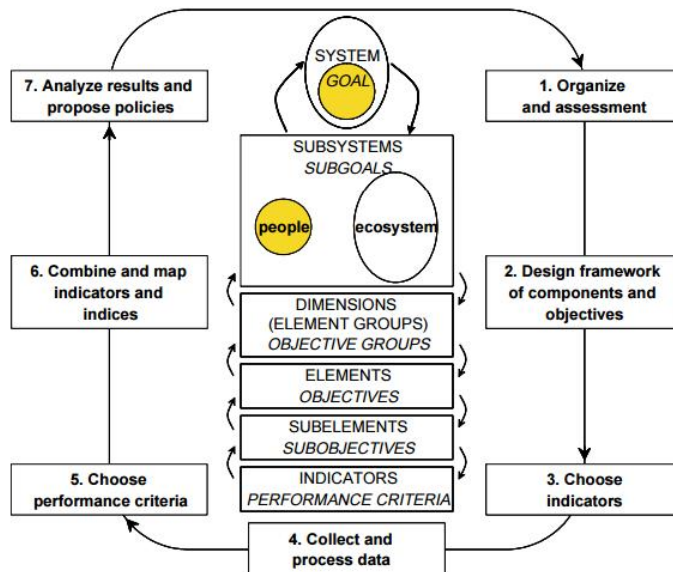 SYSTEM
GOAL
7. Analyze results and
propose policies
1. Organize
and assessment
SUBSYSTEMS
SUBGOALS
people
ecosystem
6. Combine and map
indicators and
indices
2. Design framework
of components and
objectives
DIMENSIONS
(ELEMENT GROUPS)
OBJECTIVE GROUPS
ELEMENTS
OBJECTIVES
SUBELEMENTS
SUBOBJECTIVES
5. Choose
performance criteria
INDICATORS
PERFORMANCE CRITERIA
3. Choose
indicators
4. Collect and
process data